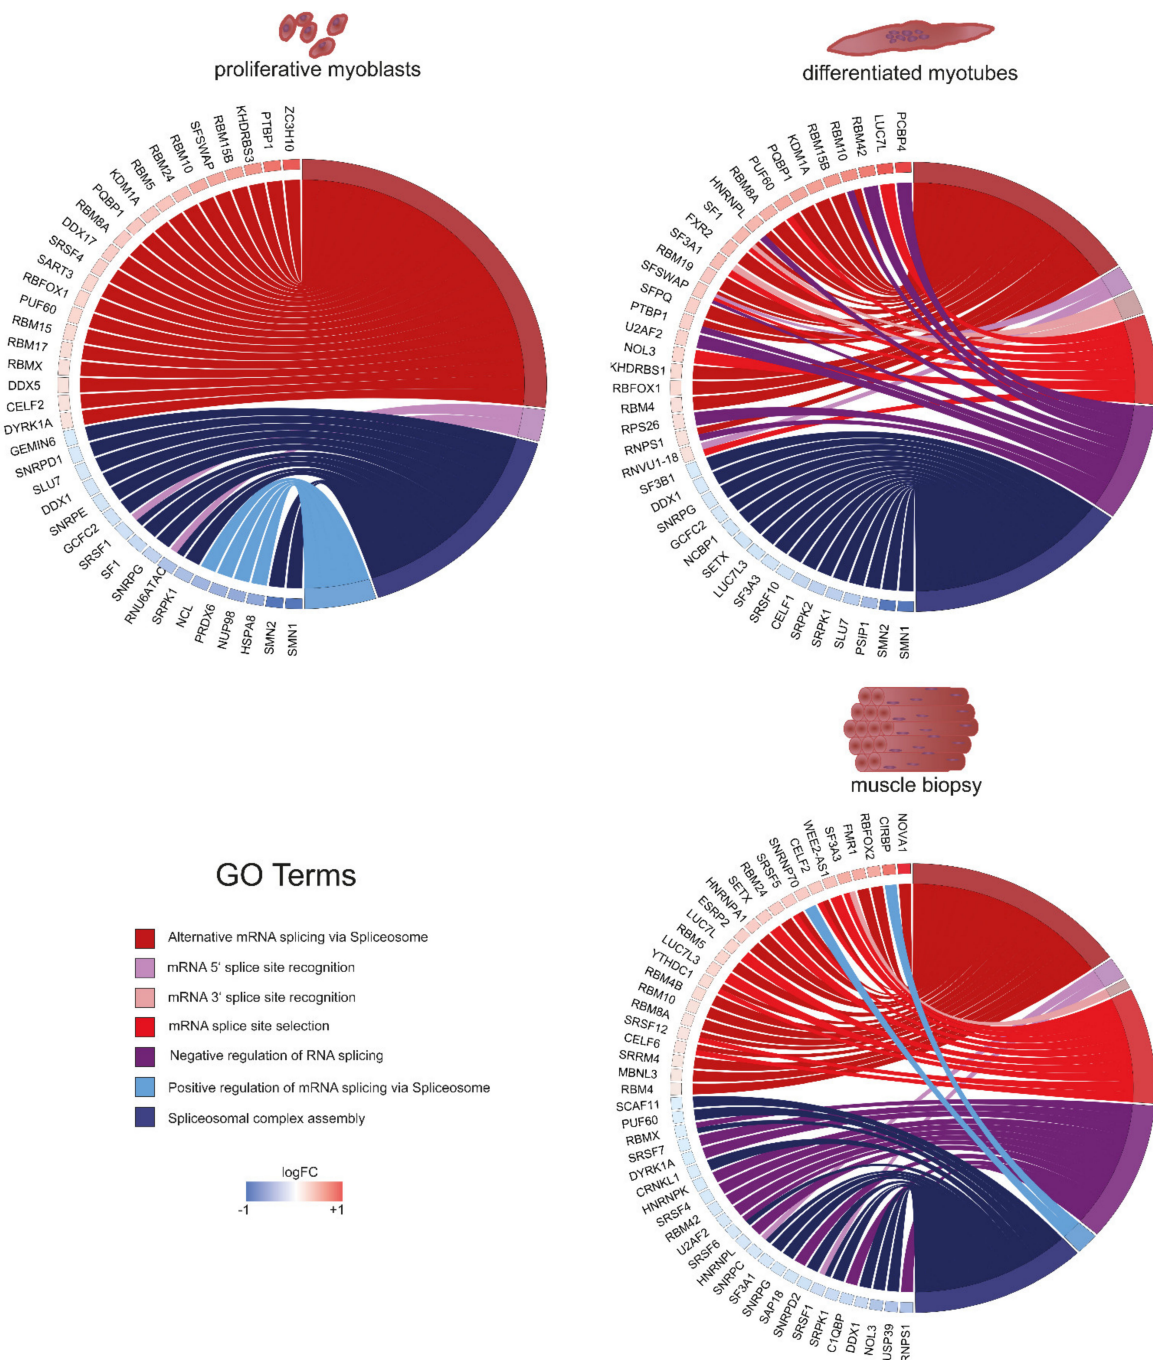 proliferative myoblasts
ZC3H10
PTBP1
KHDRBS3
RBM15B
SFSWAP
RBM10
RBM24
RBM5
KDM1A
PQBP1
RBM8A
DDX17
SRSF4
SART3
RBFOX1
PUF60
RBM15
RBM17
RBMX
DDX5
CELF2
DYRK1A
GEMIN6
SNRPD1
SLU7
DDX1
SNRPE
GCFC2
SRSF1
SF1
SNRPG
RNU6ATAC
SRPK1
NCL
PRDX6
NUP98
HSPA8
SMN2
SMN1
differentiated myotubes
PCBP4
LUC7L
RBM42
RBM10
RBM15B
KDM1A
PQBP1
PUF60
RBM8A
HNRNPL
SF1
FXR2
SF3A1
RBM19
SFSWAP
SFPQ
PTBP1
U2AF2
NOL3
KHDRBS1
RBFOX1
RBM4
RPS26
RNPS1
RNVU1-18
SF3B1
DDX1
SNRPG
GCFC2
NCBP1
SETX
LUC7L3
SF3A3
SRSF10
CELF1
SRPK2
SRPK1
SLU7
PSIP1
SMN2
SMN1
muscle biopsy
NOVA1
CIRBP
RBFOX2
FMR1
SF3A3
WEE2-AS1
CELF2
SNRNP70
SRSF5
RBM24
SETX
HNRNPA1
ESRP2
LUC7L
RBM5
LUC7L3
YTHDC1
RBM4B
RBM10
RBM8A
SRSF12
CELF6
SRRM4
MBNL3
RBM4
SCAF11
PUF60
RBMX
SRSF7
DYRK1A
CRNKL1
HNRNPK
SRSF4
RBM42
U2AF2
SRSF6
HNRNPL
SNRPC
SF3A1
SNRPG
SAP18
SNRPD2
SRSF1
SRPK1
C1QBP
DDX1
NOL3
USP39
RNPS1
GO Terms
Alternative mRNA splicing via Spliceosome
mRNA 5' splice site recognition
mRNA 3' splice site recognition
mRNA splice site selection
Negative regulation of RNA splicing
Positive regulation of mRNA splicing via Spliceosome
Spliceosomal complex assembly
logFC
-1 +1